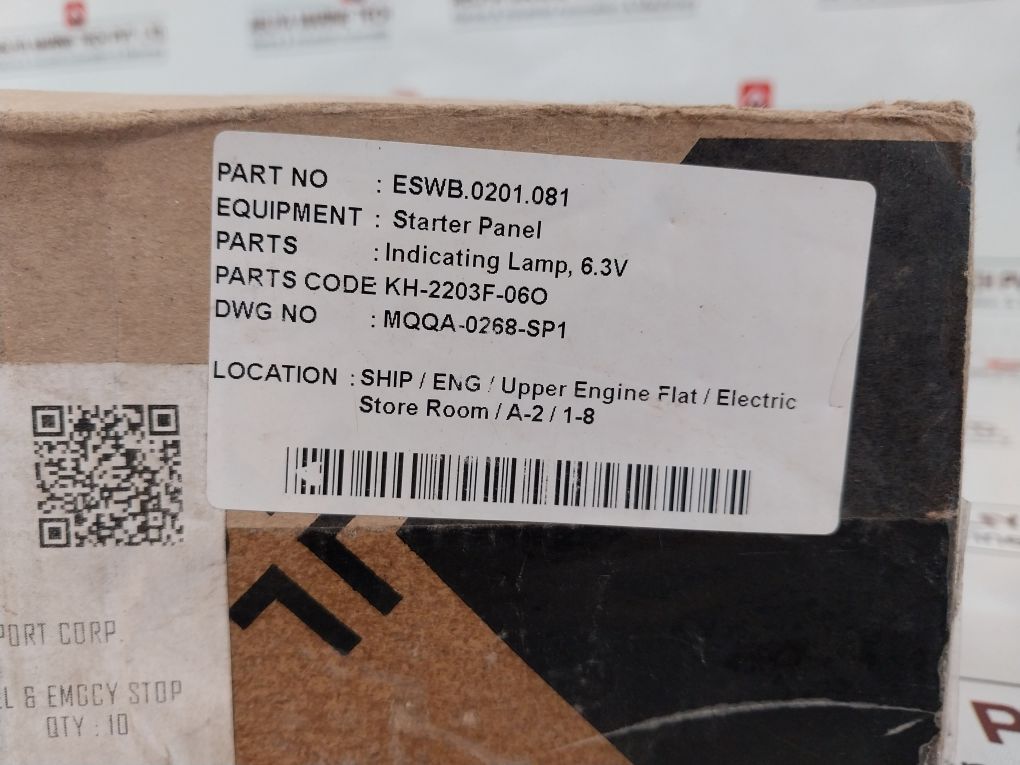 PART NO : ESWB.0201.081
EQUIPMENT : Starter Panel
PARTS : Indicating Lamp, 6.3V
PARTS CODE: KH-2203F-06O
DWG NO : MQQA-0268-SP1
LOCATION : SHIP / ENG / Upper Engine Flat / Electric
Store Room / A-2 / 1-8
PORT CORP.
& EMGCY STOP
QTY : 10